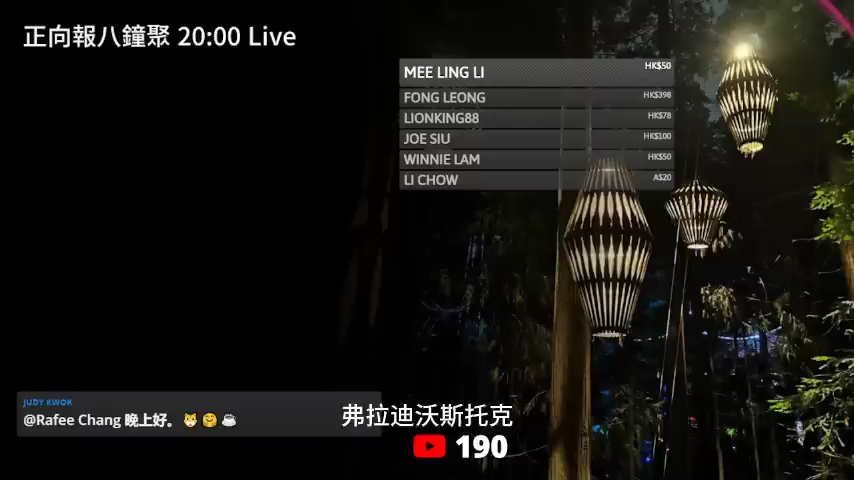 正向報八鐘聚 20:00 Live
MEE LING LI HK$50
FONG LEONG HK$398
LIONKING88 HK$78
JOE SIU HK$100
WINNIE LAM HK$50
LI CHOW A$20
JUDY KWOK
@Rafee Chang 晚上好。 🐱 🤗 ☕
弗拉迪沃斯托克
190